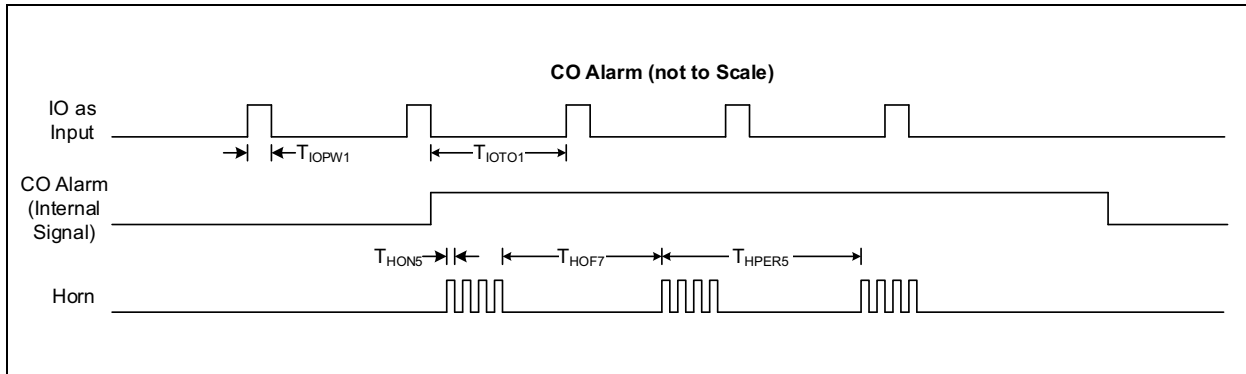 CO Alarm (not to Scale)
IO as
Input
TIOPW1
TIOTO1
CO Alarm
(Internal
Signal)
THON5
THOF7
THPER5
Horn